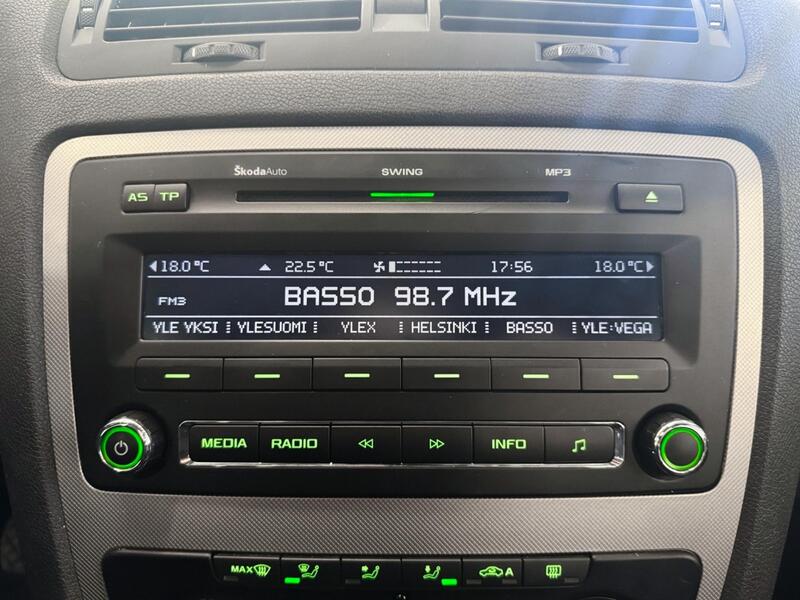 ŠkodaAuto SWING MP3
AS TP
18.0°C 22.5°C 17:56 18.0°C
FM3 BASSO 98.7 MHz
YLE YKSI YLESUOMI YLEX HELSINKI BASSO YLE:VEGA
MEDIA RADIO INFO
MAX A